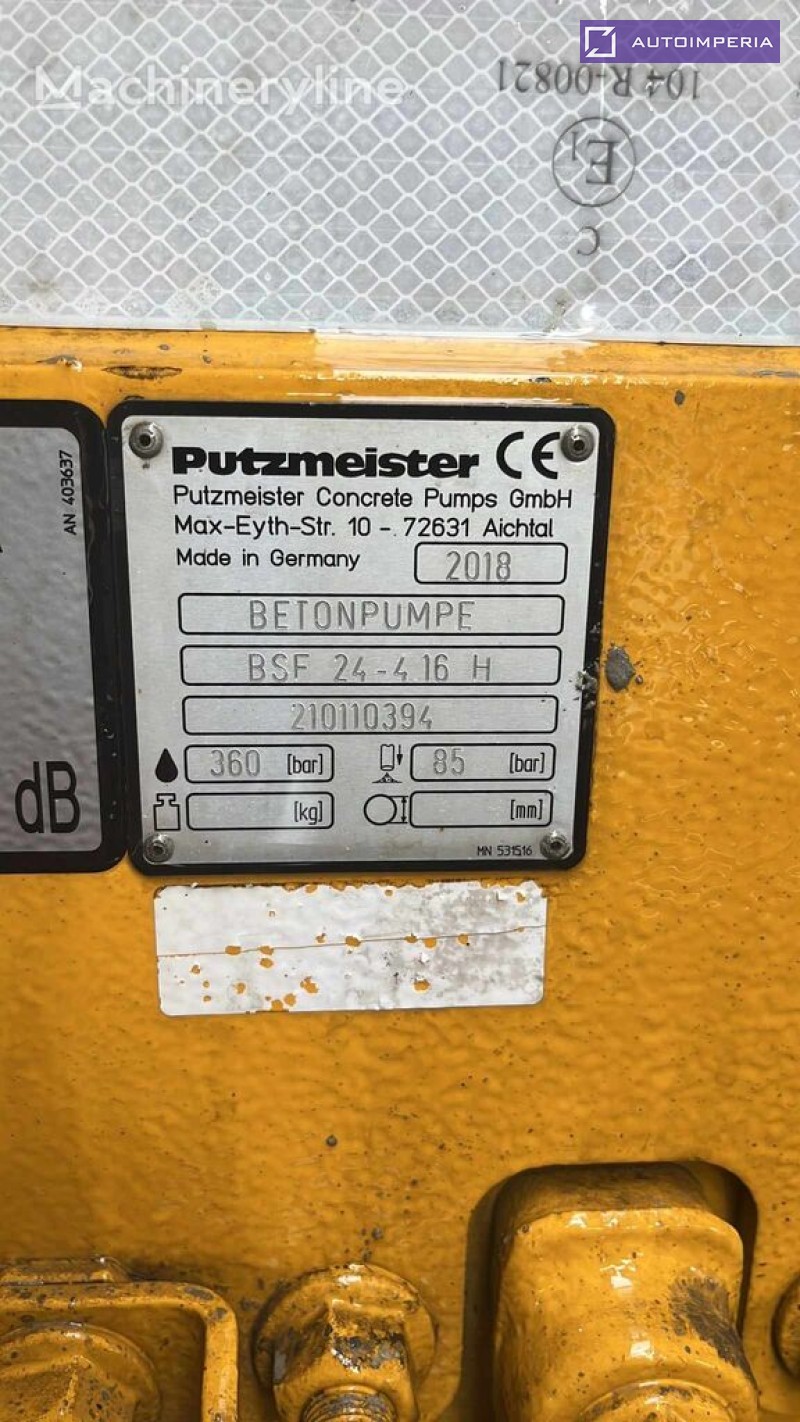 AUTOIMPERIA
Machineryline
104 R-00821
E1
C
AN 403637
dB
Putzmeister CE
Putzmeister Concrete Pumps GmbH
Max-Eyth-Str. 10 - 72631 Aichtal
Made in Germany 2018
BETONPUMPE
BSF 24-4.16 H
210110394
360 [bar] 85 [bar]
[kg] [mm]
MN 531516